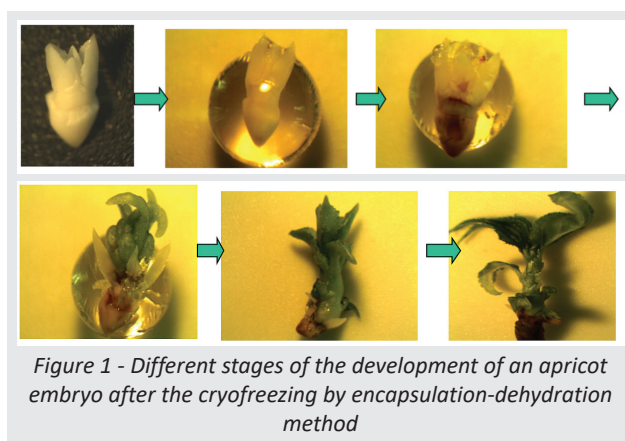 Figure 1 - Different stages of the development of an apricot
embryo after the cryofreezing by encapsulation-dehydration
method